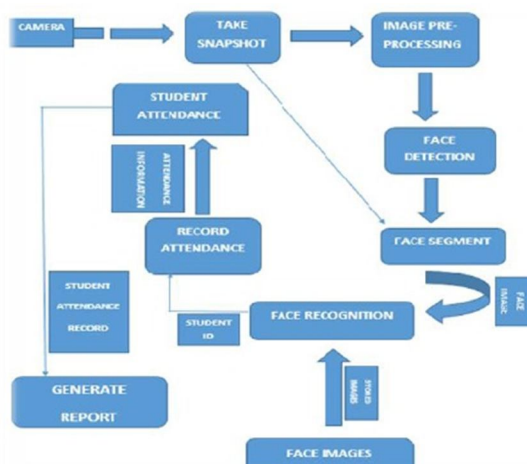 CAMERA
TAKE
SNAPSHOT
IMAGE PRE-
PROCESSING
STUDENT
ATTENDANCE
FACE
DETECTION
ATTENDANCE
INFORMATION
RECORD
ATTENDANCE
FACE SEGMENT
FACE
IMAGE
STUDENT
ATTENDANCE
RECORD
STUDENT
ID
FACE RECOGNITION
GENERATE
REPORT
STORED
IMAGES
FACE IMAGES